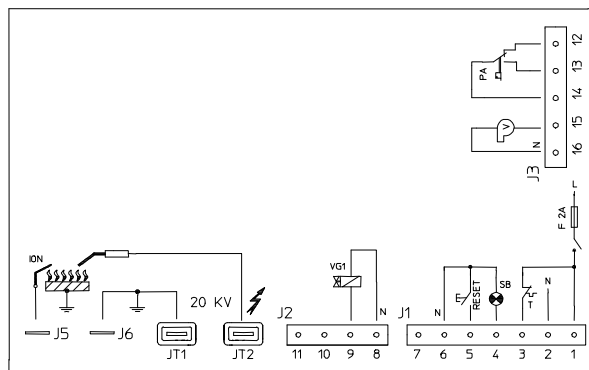 12
PA
13
14
V
15
N
16
J3
L
F 2A
ION
VG1
RESET
SB
T
N
N
N
20 KV
J5
J6
JT1
JT2
J2
11
10
9
8
J1
7
6
5
4
3
2
1